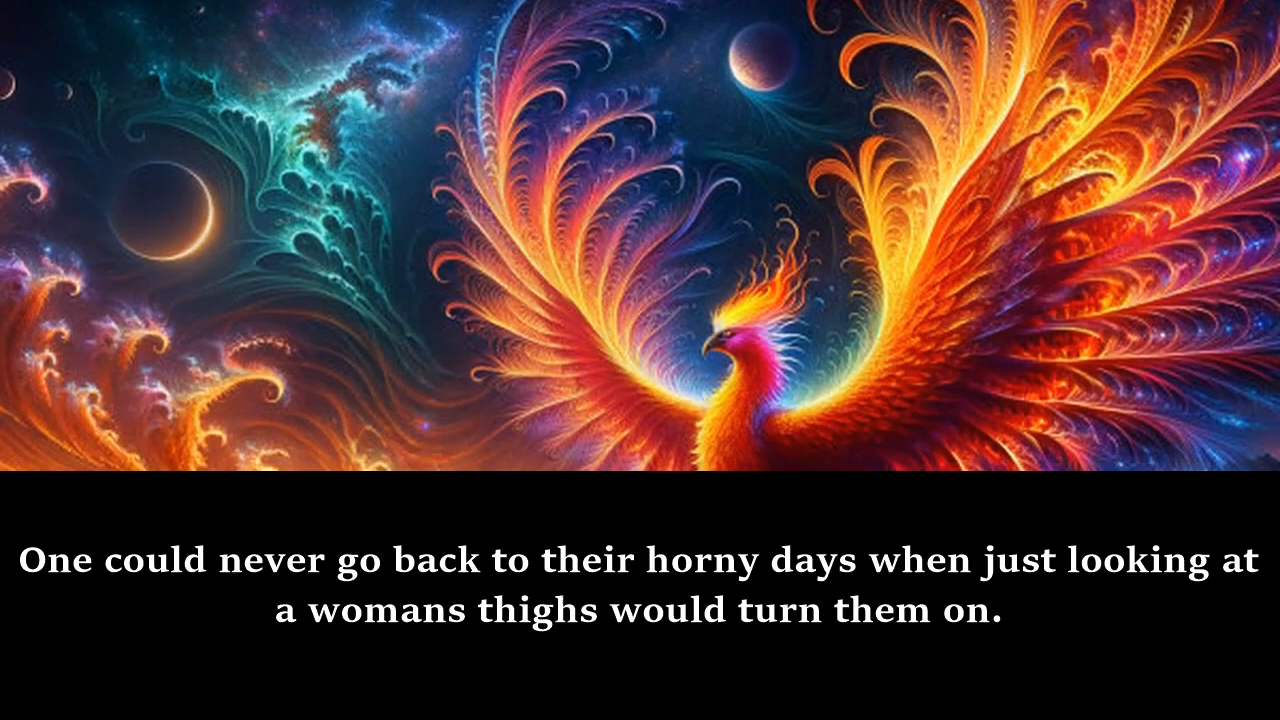 One could never go back to their horny days when just looking at
a womans thighs would turn them on.